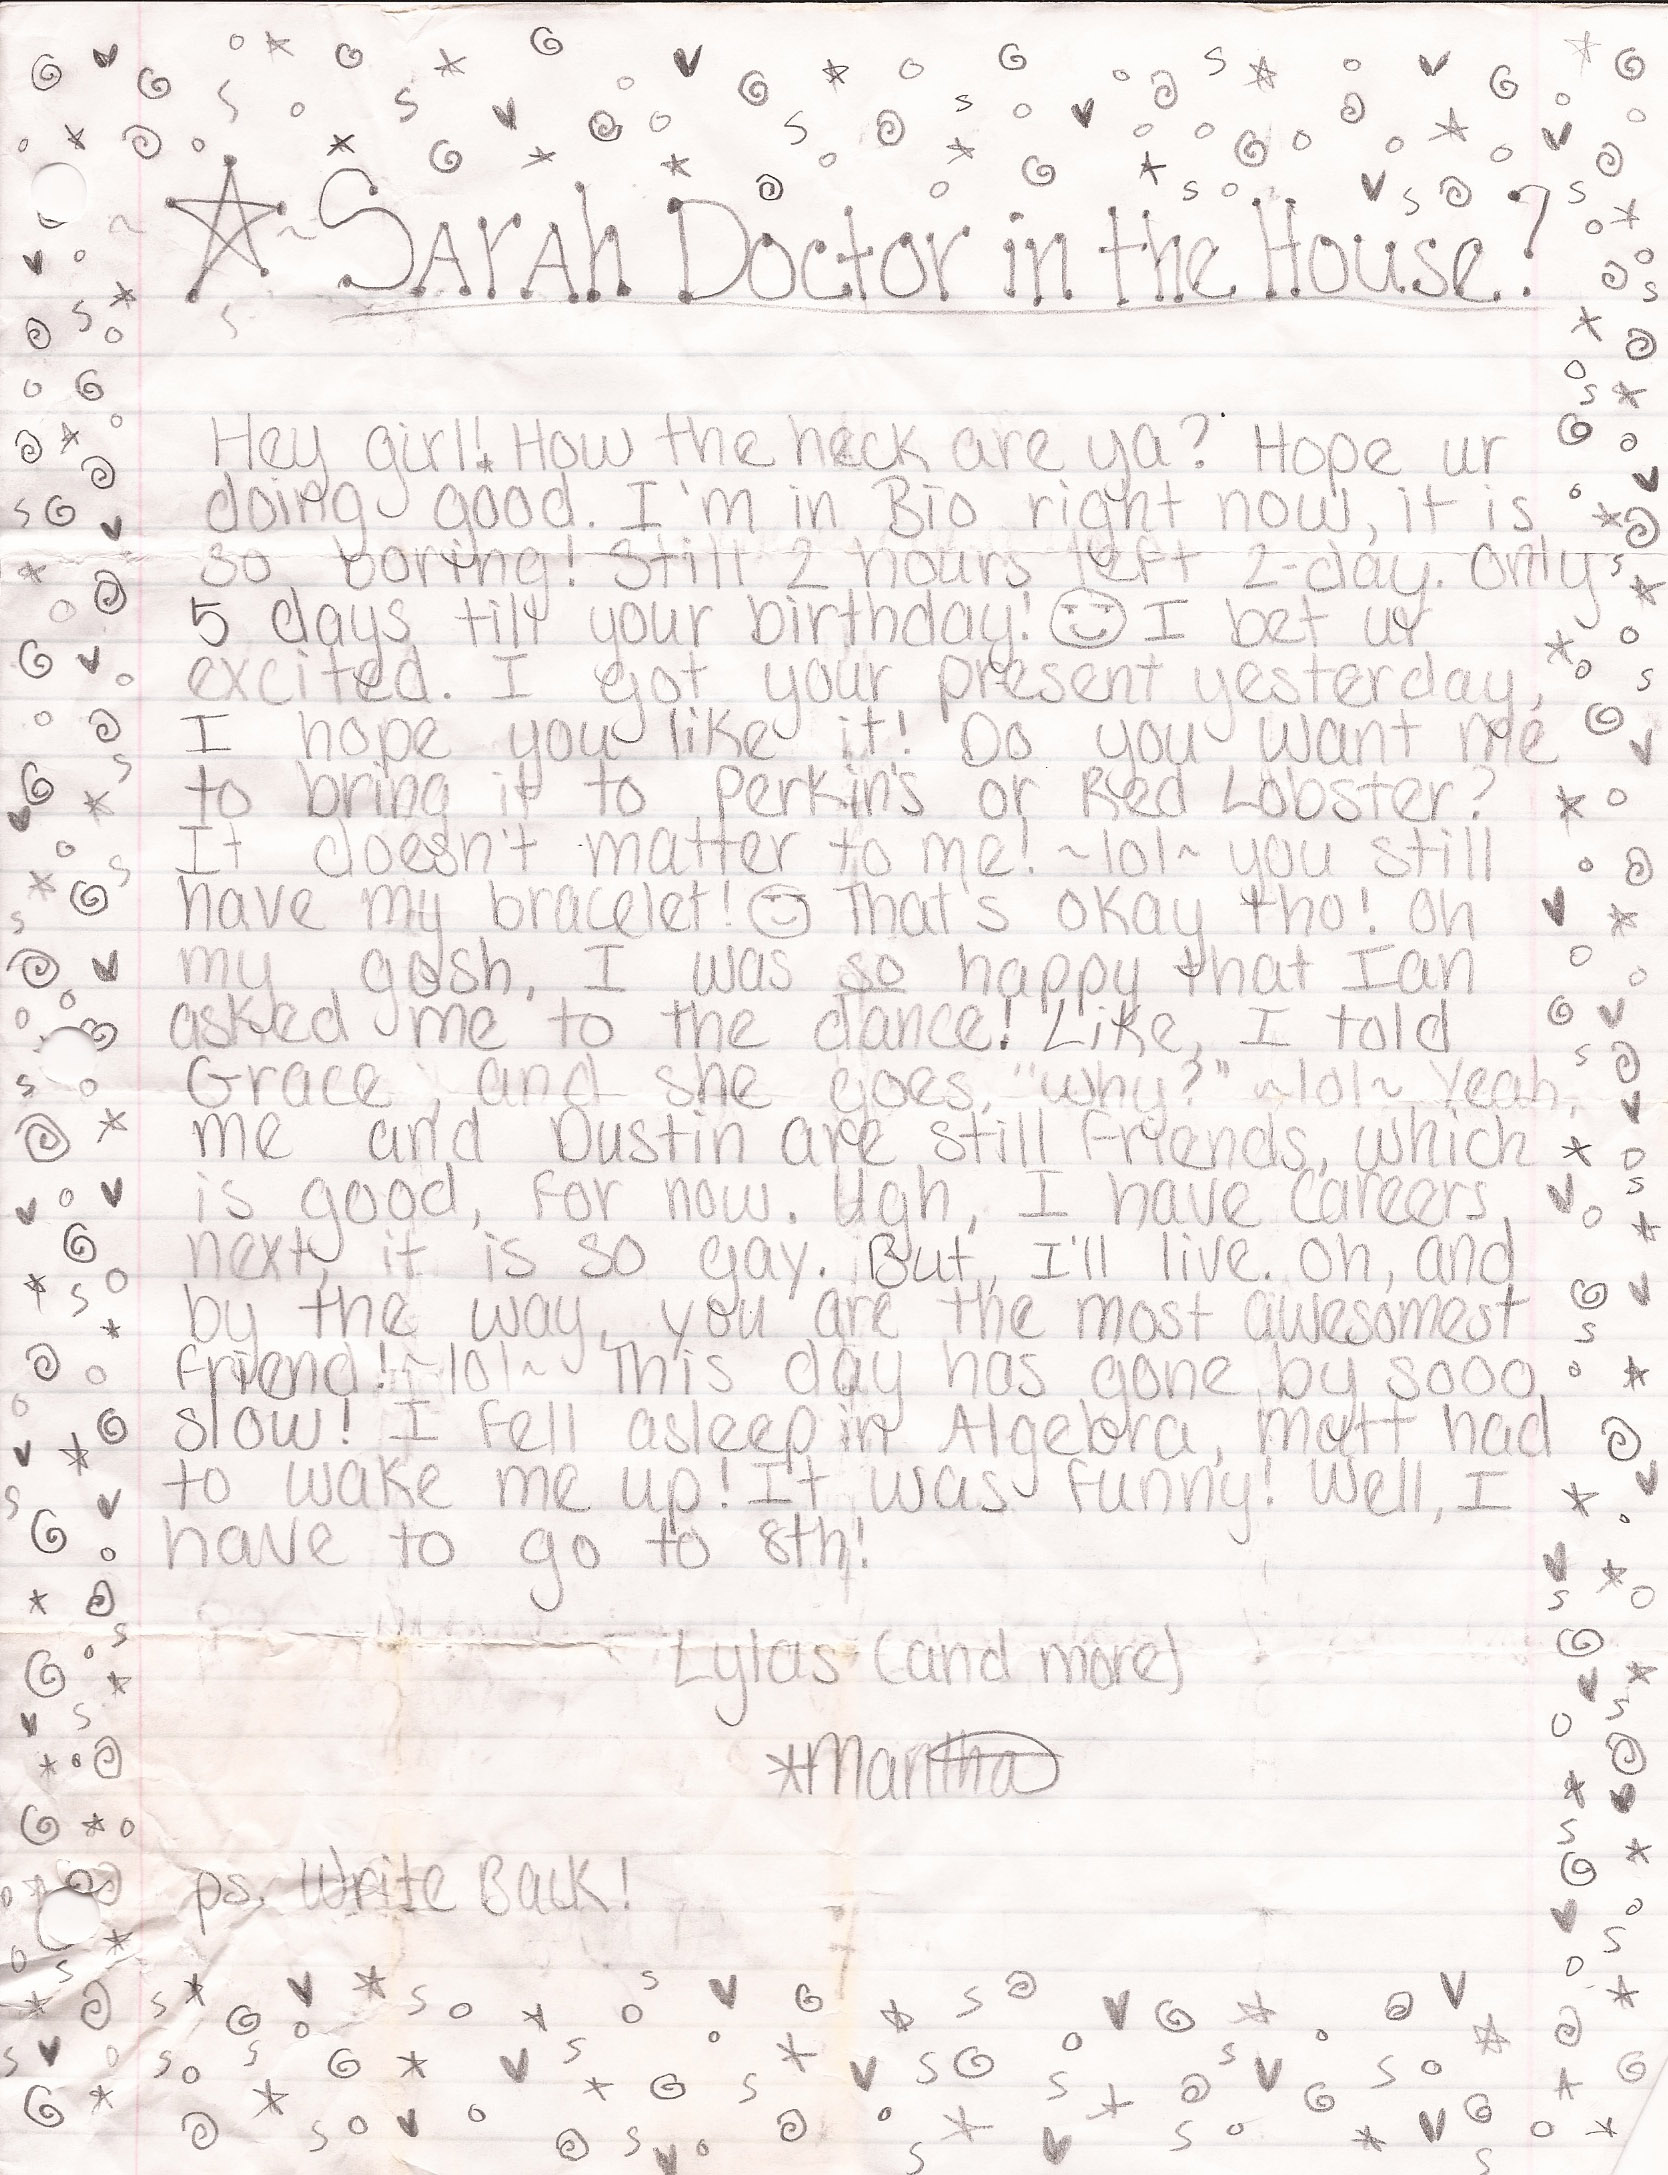 ~☆~Sarah Doctor in the House!
Hey girl! How the heck are ya? Hope ur
doing good. I'm in Bio right now, it is
so boring! Still 2 hours left 2-day. Only
5 days till your birthday! ☺ I bet ur
excited. I got your present yesterday,
I hope you like it! Do you want me
to bring it to Perkin's or Red Lobster?
It doesn't matter to me! ~lol~ you still
have my bracelet! ☺ That's okay tho! Oh
my gosh, I was so happy that Ian
asked me to the dance! Like, I told
Grace, and she goes, "why?" ~lol~ Yeah,
me and Dustin are still friends, which
is good, for now. Ugh, I have Careers
next, it is so gay. But, I'll live. Oh, and
by the way, you are the most awesomest
friend! ~lol~ This day has gone by sooo
slow! I fell asleep in Algebra, Matt had
to wake me up! It was funny! Well, I
have to go to 8th!
Lylas (and more)
*Mantha
ps. Write Back!